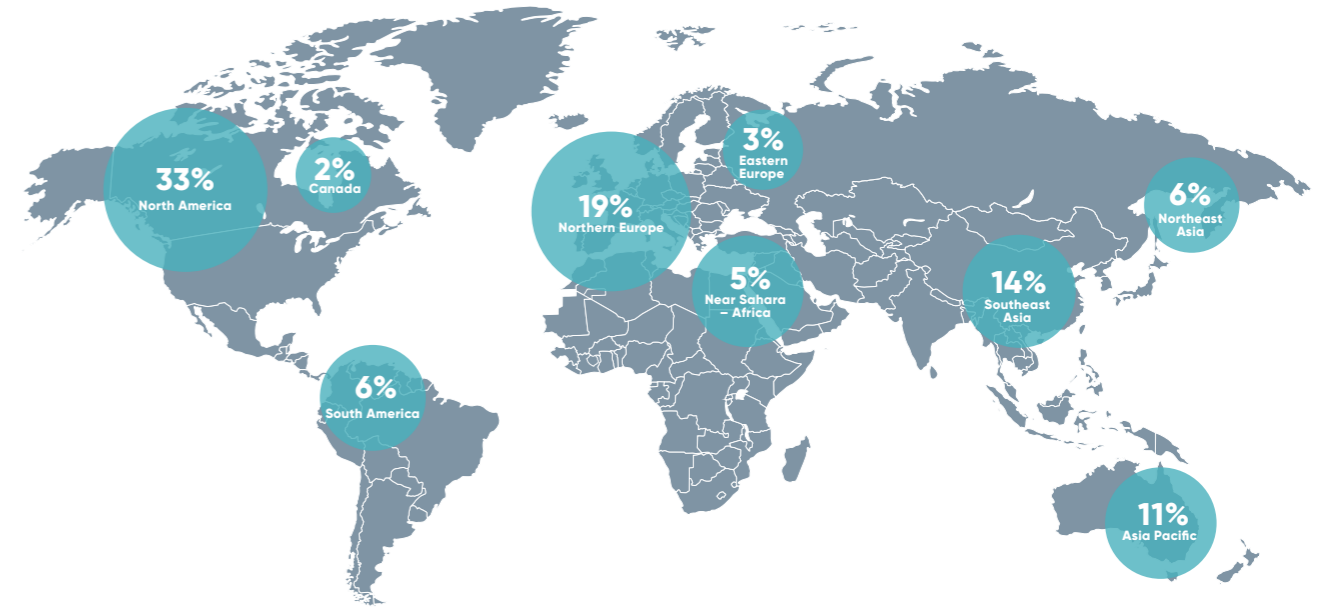 33%
North America
2%
Canada
19%
Northern Europe
3%
Eastern
Europe
5%
Near Sahara
– Africa
6%
Northeast
Asia
14%
Southeast
Asia
6%
South America
11%
Asia Pacific